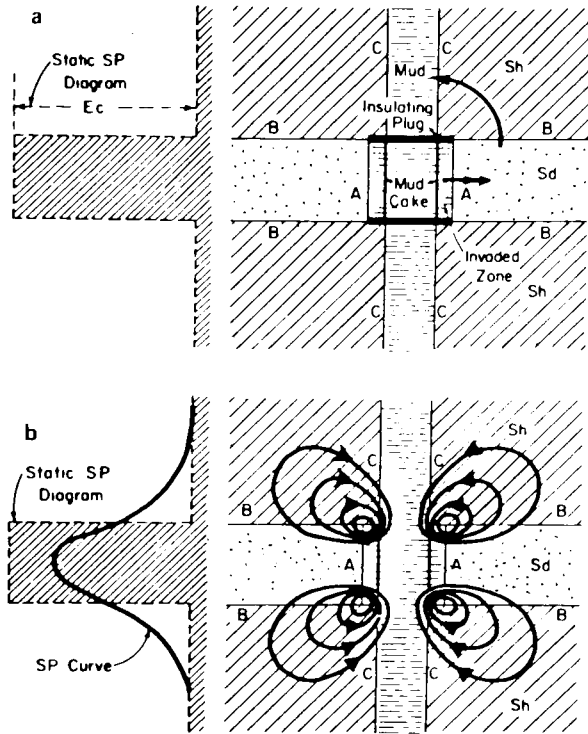 a
Static SP
Diagram
Ec
C
C
Mud
Sh
Insulating
Plug
B
B
Sd
A
Mud
Cake
A
B
B
Invaded
Zone
C
C
Sh
b
Static SP
Diagram
SP Curve
C
C
Sh
B
B
A
A
Sd
B
B
C
C
Sh